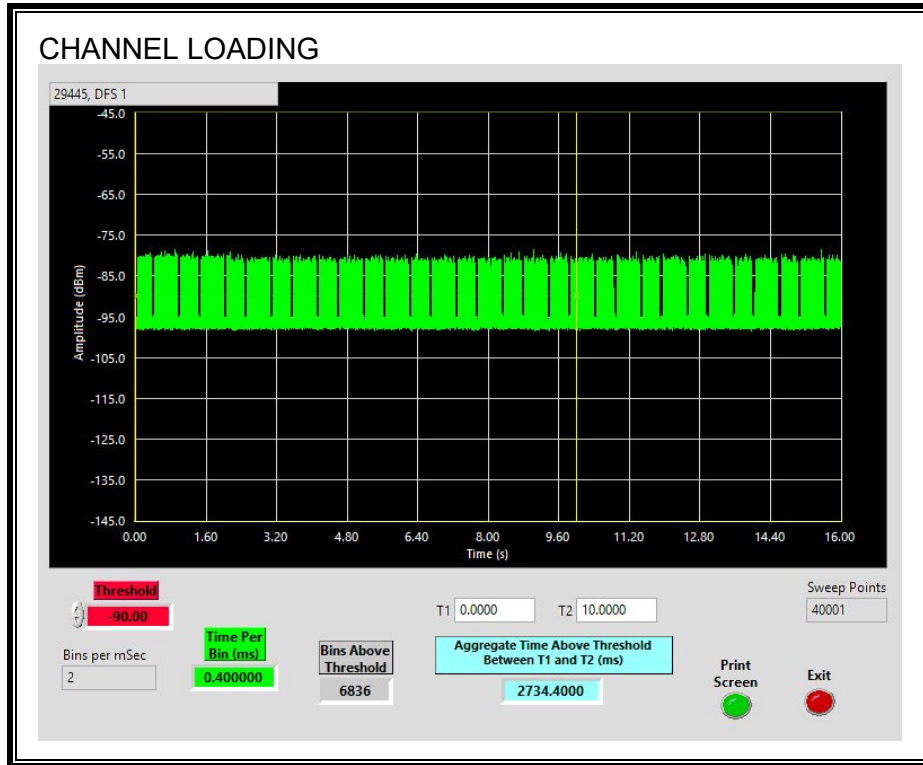 CHANNEL LOADING
29445, DFS 1
-45.0
-55.0
-65.0
-75.0
-85.0
-95.0
-105.0
-115.0
-125.0
-135.0
-145.0
Amplitude (dBm)
0.00 1.60 3.20 4.80 6.40 8.00 9.60 11.20 12.80 14.40 16.00
Time (s)
Threshold
-90.00
Bins per mSec
2
Time Per
Bin (ms)
0.400000
Bins Above
Threshold
6836
T1 0.0000 T2 10.0000
Aggregate Time Above Threshold
Between T1 and T2 (ms)
2734.4000
Sweep Points
40001
Print
Screen
Exit